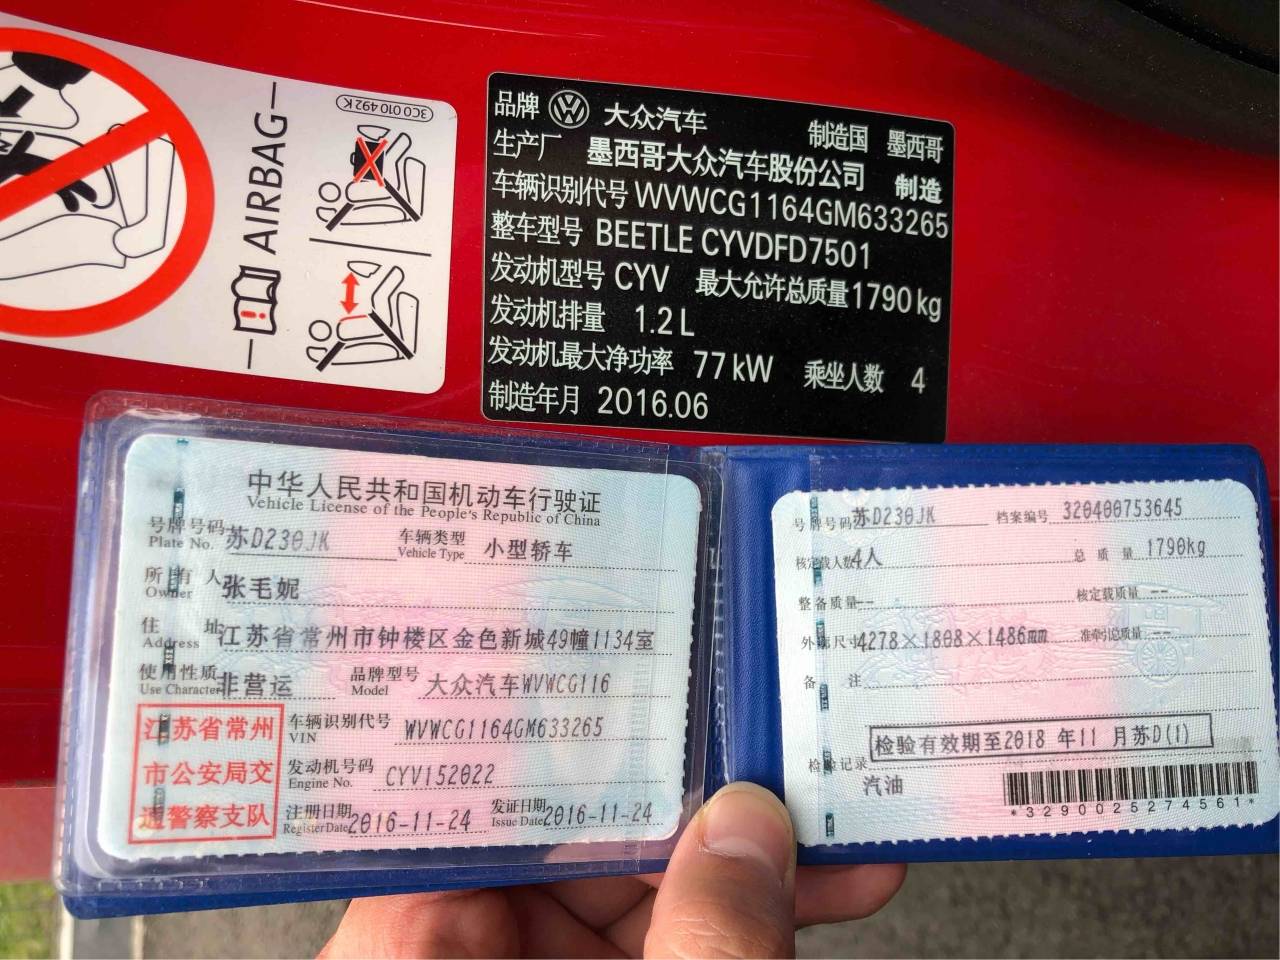 3C0 010 492 K
AIRBAG
品牌 大众汽车 制造国 墨西哥
生产厂 墨西哥大众汽车股份公司 制造
车辆识别代号 WVWCG1164GM633265
整车型号 BEETLE CYVDFD7501
发动机型号 CYV 最大允许总质量1790 kg
发动机排量 1.2 L
发动机最大净功率 77 kW 乘坐人数 4
制造年月 2016.06
中华人民共和国机动车行驶证
Vehicle License of the People's Republic of China
号牌号码 苏D230JK 车辆类型 小型轿车
Plate No. Vehicle Type
所有人 张毛妮
Owner
住址 江苏省常州市钟楼区金色新城49幢1134室
Address
使用性质 非营运 品牌型号 大众汽车WVWCG116
Use Character Model
江苏省常州
市公安局交
通警察支队
车辆识别代号 WVWCG1164GM633265
VIN
发动机号码 CYV152022
Engine No.
注册日期 2016-11-24 发证日期 2016-11-24
Register Date Issue Date
号牌号码 苏D230JK 档案编号 320400753645
核定载人数 4人 总质量 1790kg
整备质量 -- 核定载质量 --
外廓尺寸 4278×1808×1486mm 准牵引总质量 --
备注
检验有效期至2018 年11 月苏D(1)
检验记录
汽油
*3290025274561*